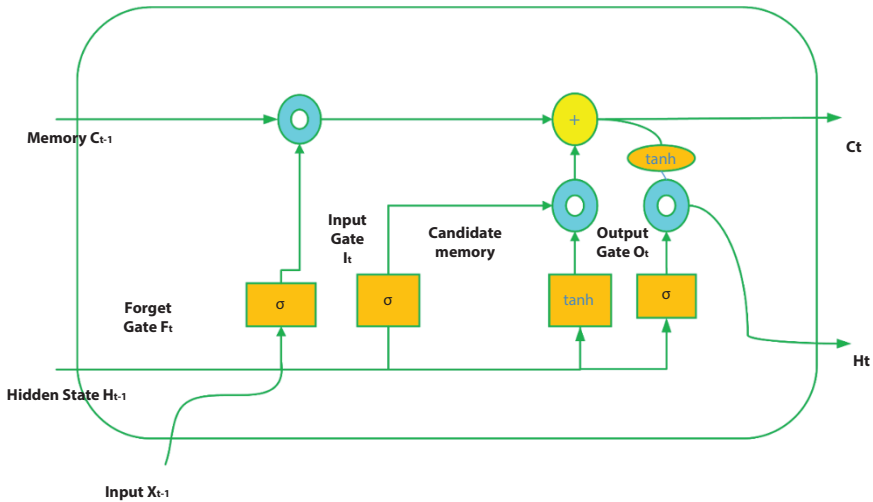 +
Memory Ct-1
Ct
tanh
Input
Gate
It
Candidate
memory
Output
Gate Ot
Forget
Gate Ft
σ
σ
tanh
σ
Ht
Hidden State Ht-1
Input Xt-1